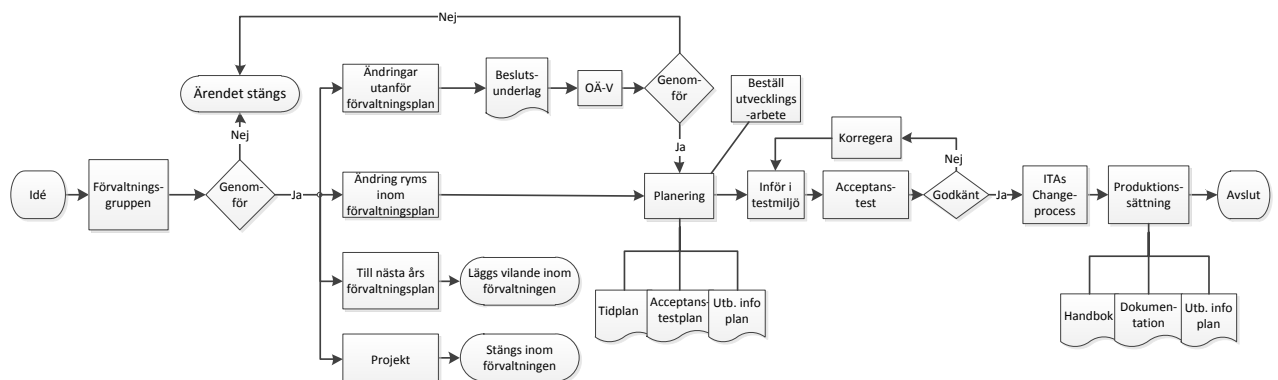 Nej
Ärendet stängs
Nej
Idé
Förvaltnings-
gruppen
Genom-
för
Ja
Ändringar
utanför
förvaltningsplan
Besluts-
underlag
OÄ-V
Genom-
för
Ja
Beställ
utvecklings
-arbete
Ändring ryms
inom
förvaltningsplan
Planering
Tidplan
Acceptans-
testplan
Utb. info
plan
Inför i
testmiljö
Korregera
Acceptans-
test
Nej
Godkänt
Ja
ITAs
Change-
process
Produktions-
sättning
Avslut
Handbok
Dokumen-
tation
Utb. info
plan
Till nästa års
förvaltningsplan
Läggs vilande inom
förvaltningen
Projekt
Stängs inom
förvaltningen